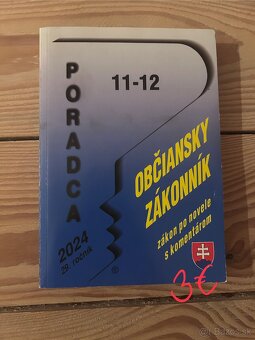 PORADCA
11-12
2024
29. ročník
OBČIANSKY
ZÁKONNÍK
zákon po novele
s komentárom
®
3€